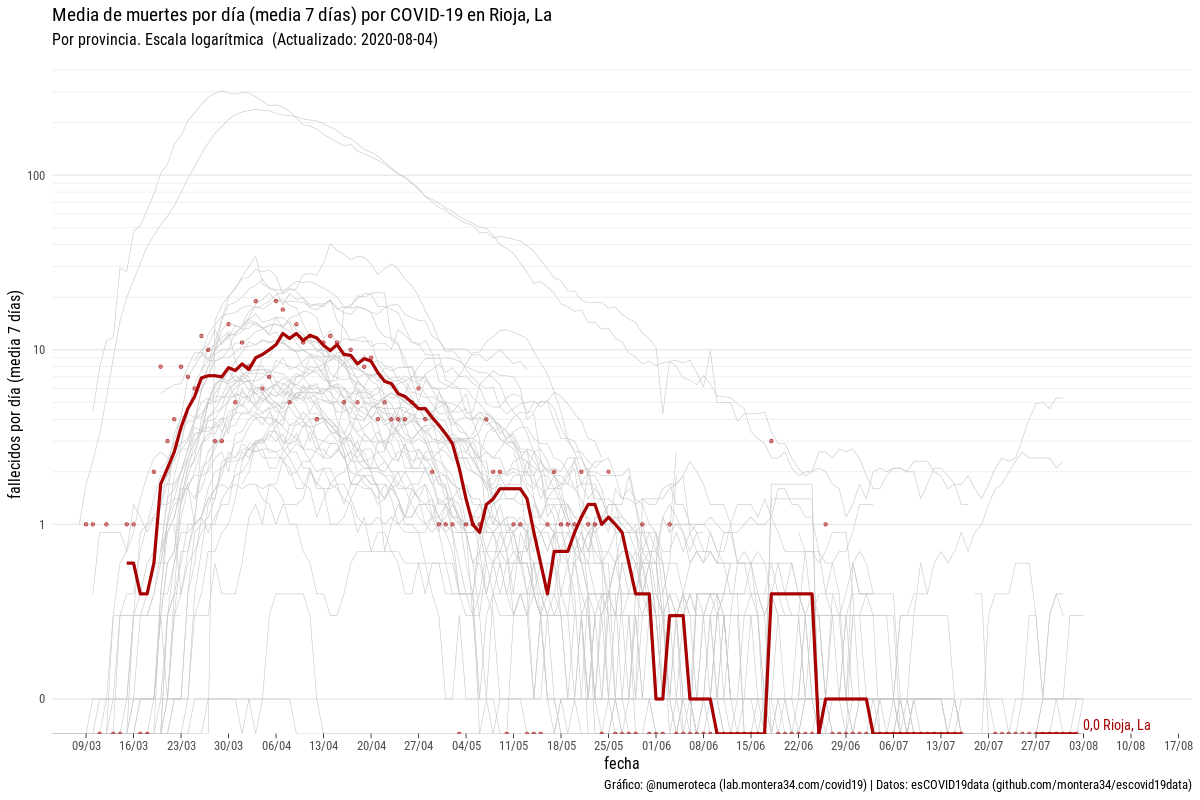 Media de muertes por día (media 7 días) por COVID-19 en Rioja, La
Por provincia. Escala logarítmica (Actualizado: 2020-08-04)
fallecidos por día (media 7 días)
100
10
1
0
0,0 Rioja, La
09/03 16/03 23/03 30/03 06/04 13/04 20/04 27/04 04/05 11/05 18/05 25/05 01/06 08/06 15/06 22/06 29/06 06/07 13/07 20/07 27/07 03/08 10/08 17/08
fecha
Gráfico: @numeroteca (lab.montera34.com/covid19) | Datos: esCOVID19data (github.com/montera34/escovid19data)